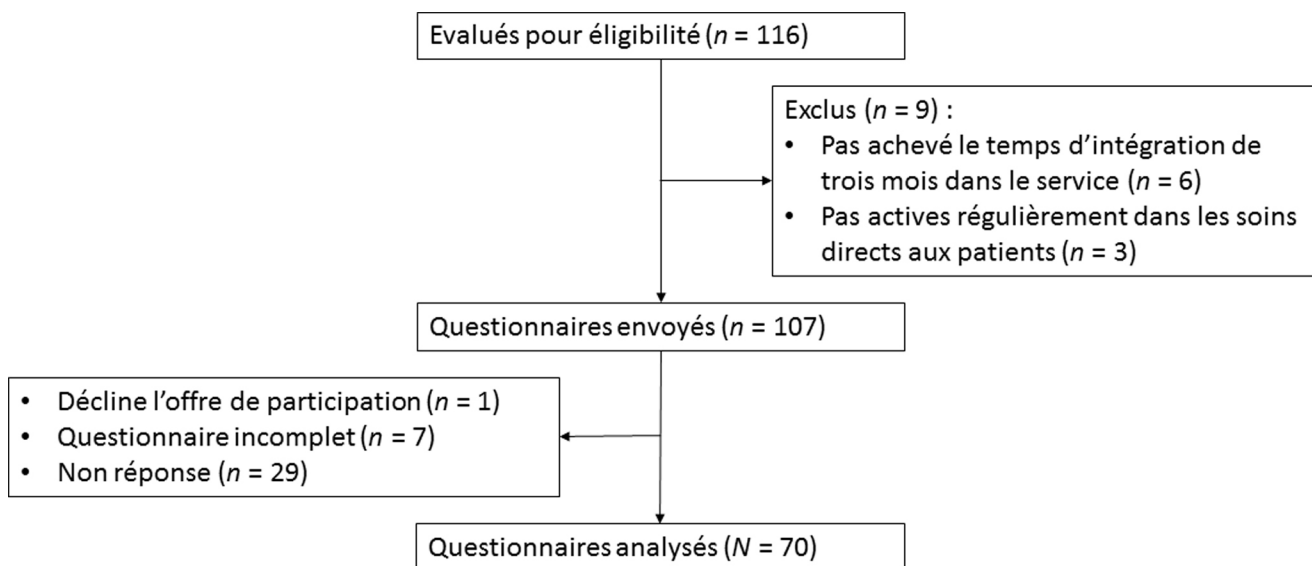 Evalués pour éligibilité (n = 116)
Exclus (n = 9) :
• Pas achevé le temps d'intégration de
trois mois dans le service (n = 6)
• Pas actives régulièrement dans les soins
directs aux patients (n = 3)
Questionnaires envoyés (n = 107)
• Décline l'offre de participation (n = 1)
• Questionnaire incomplet (n = 7)
• Non réponse (n = 29)
Questionnaires analysés (N = 70)